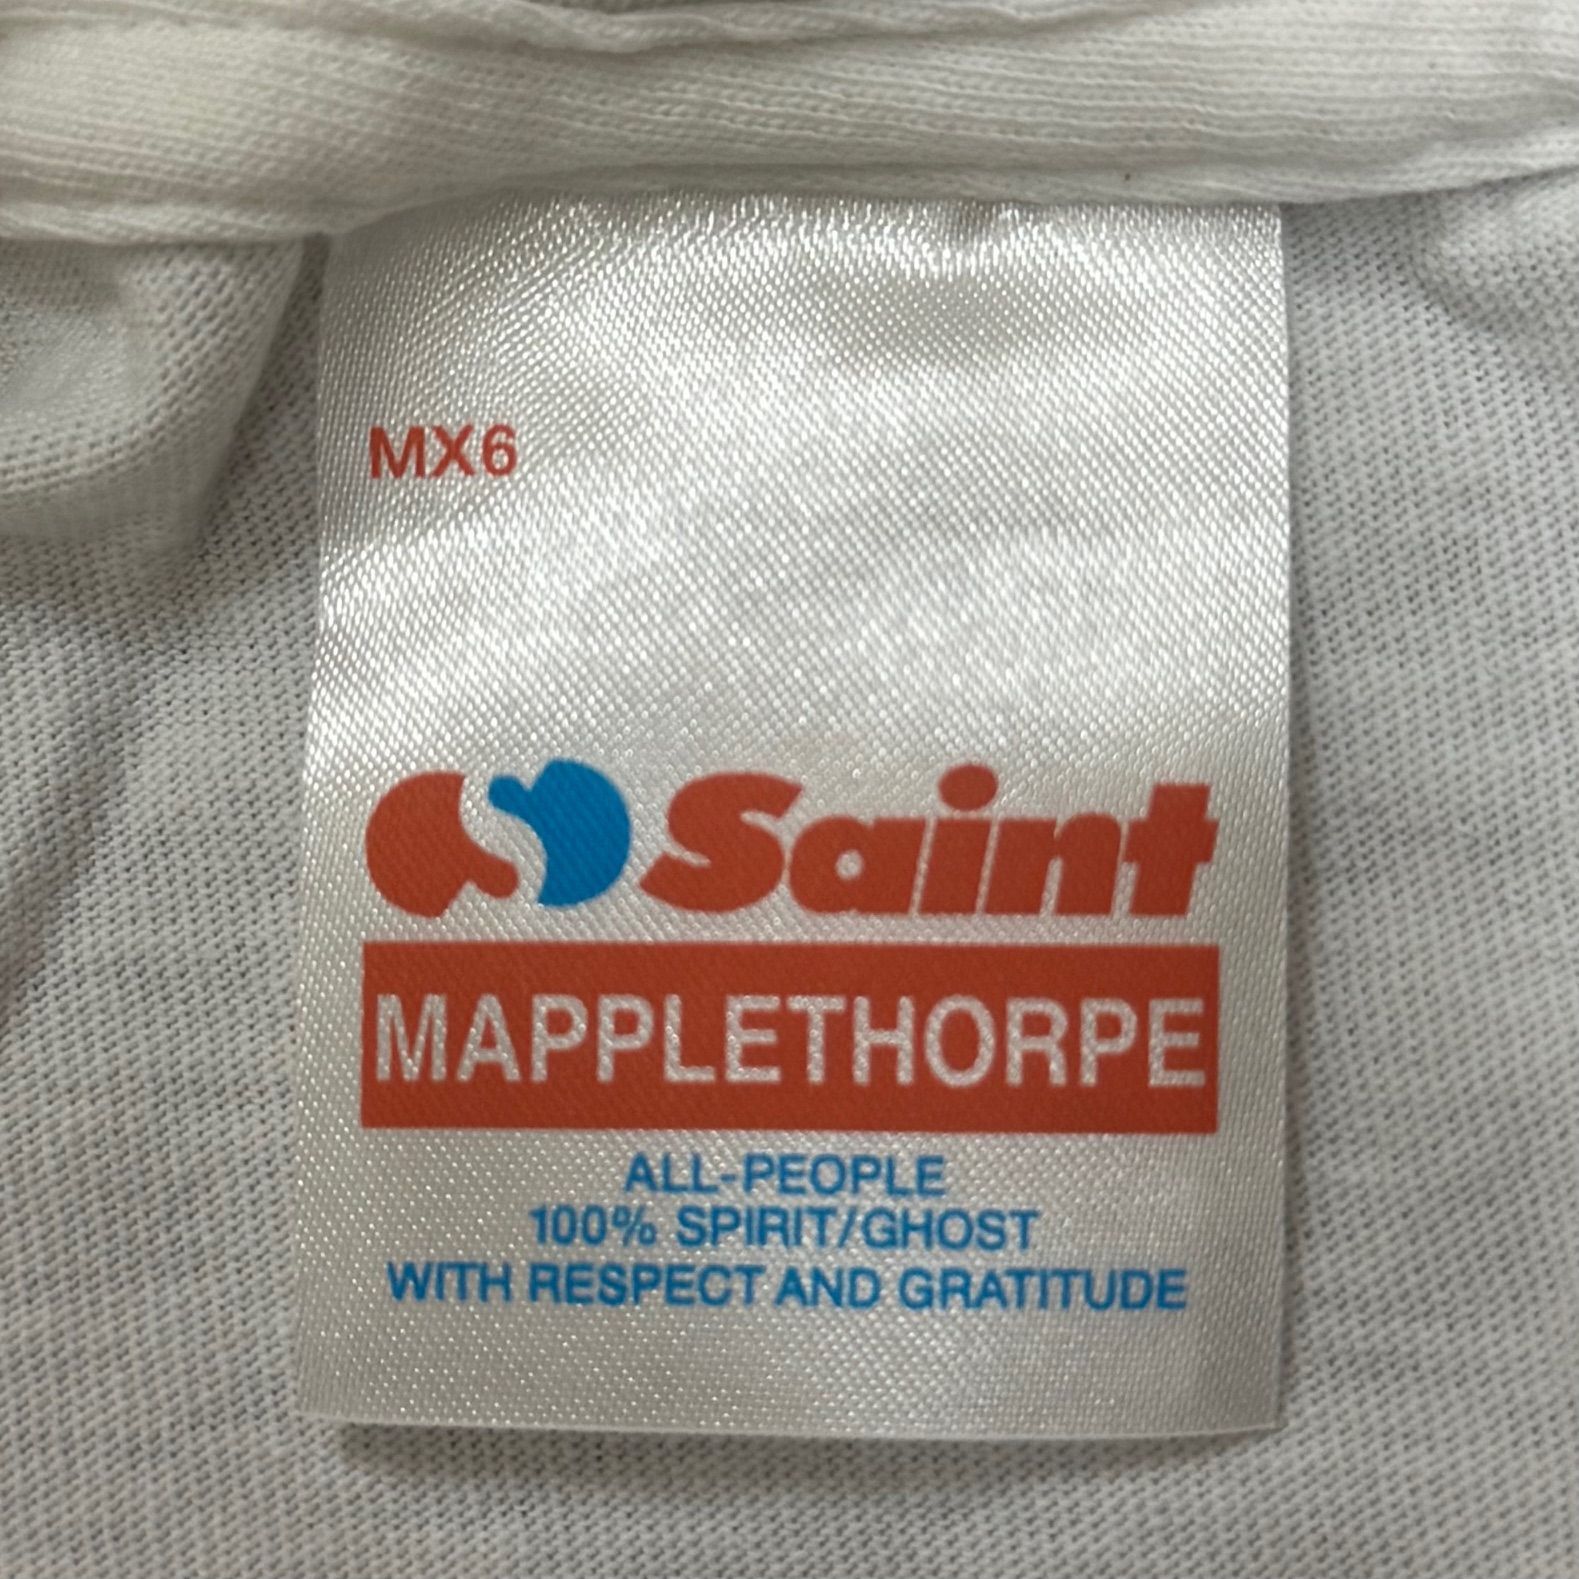 MX6
Saint
MAPPLETHORPE
ALL-PEOPLE
100% SPIRIT/GHOST
WITH RESPECT AND GRATITUDE